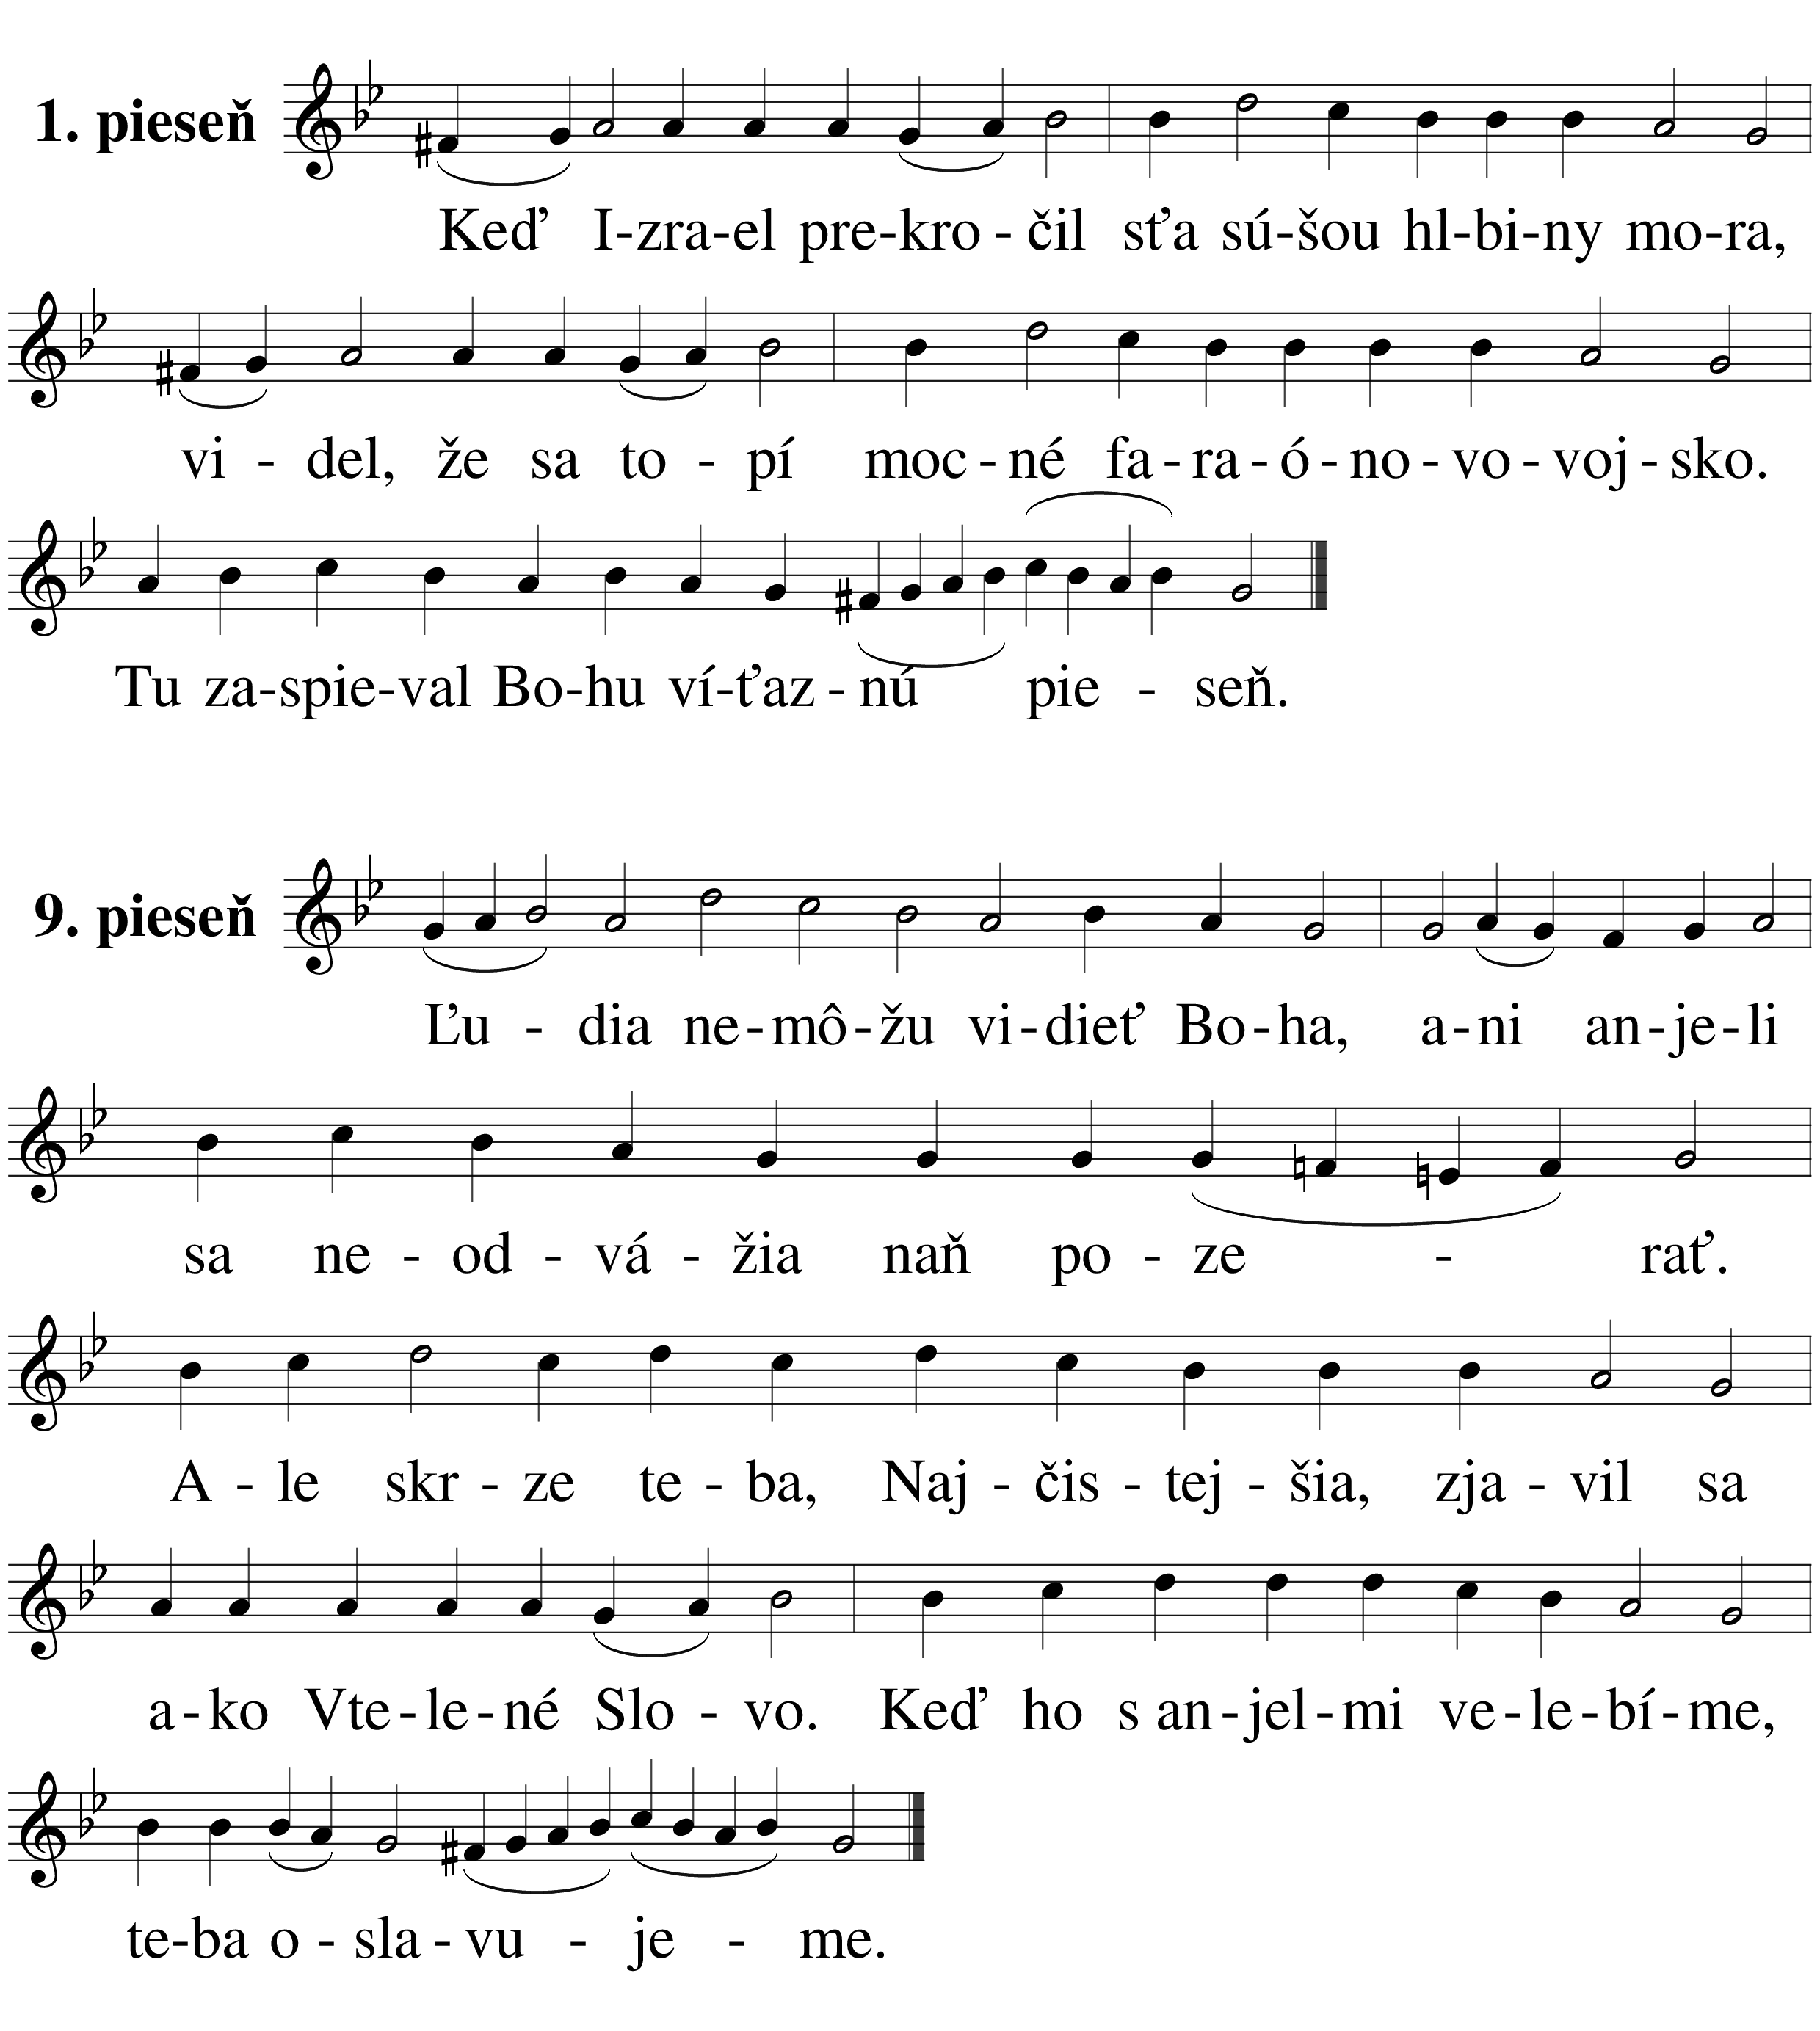 1. pieseň
Keď I-zra-el pre-kro-čil sťa sú-šou hl-bi-ny mo-ra,
vi-del, že sa to-pí moc-né fa-ra-ó-no-vo-voj-sko.
Tu za-spie-val Bo-hu ví-ťaz-nú pie-seň.
9. pieseň
Ľu-dia ne-mô-žu vi-dieť Bo-ha, a-ni an-je-li
sa ne-od-vá-žia naň po-ze-rať.
A-le skr-ze te-ba, Naj-čis-tej-šia, zja-vil sa
a-ko Vte-le-né Slo-vo. Keď ho s an-jel-mi ve-le-bí-me,
te-ba o-sla-vu-je-me.